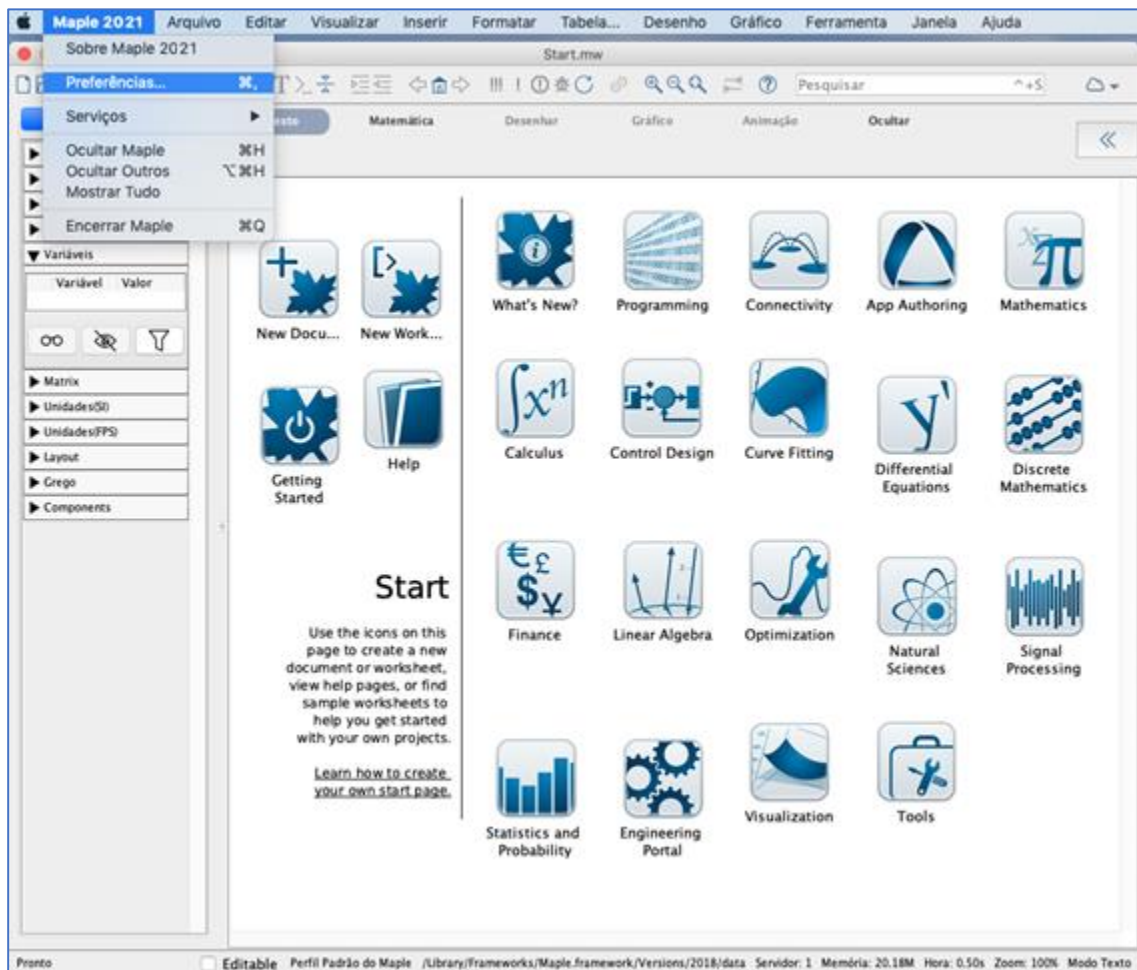 Maple 2021 Arquivo Editar Visualizar Inserir Formatar Tabela... Desenho Gráfico Ferramenta Janela Ajuda
Sobre Maple 2021
Preferências... ⌘,
Serviços
Ocultar Maple ⌘H
Ocultar Outros ⌥⌘H
Mostrar Tudo
Encerrar Maple ⌘Q
Start.mw
Pesquisar ^+S
Matemática Desenhar Gráfico Animação Ocultar
Variáveis
Variável Valor
Matrix
Unidades(SI)
Unidades(FPS)
Layout
Grego
Components
New Docu... New Work...
Getting
Started
Help
Start
Use the icons on this
page to create a new
document or worksheet,
view help pages, or find
sample worksheets to
help you get started
with your own projects.
Learn how to create
your own start page.
What's New? Programming Connectivity App Authoring Mathematics
Calculus Control Design Curve Fitting
Differential
Equations
Discrete
Mathematics
€ £
$ ¥
Finance Linear Algebra Optimization
Natural
Sciences
Signal
Processing
Statistics and
Probability
Engineering
Portal
Visualization Tools
Pronto Editable Perfil Padrão do Maple /Library/Frameworks/Maple.framework/Versions/2018/data Servidor: 1 Memória: 20.18M Hora: 0.50s Zoom: 100% Modo Texto